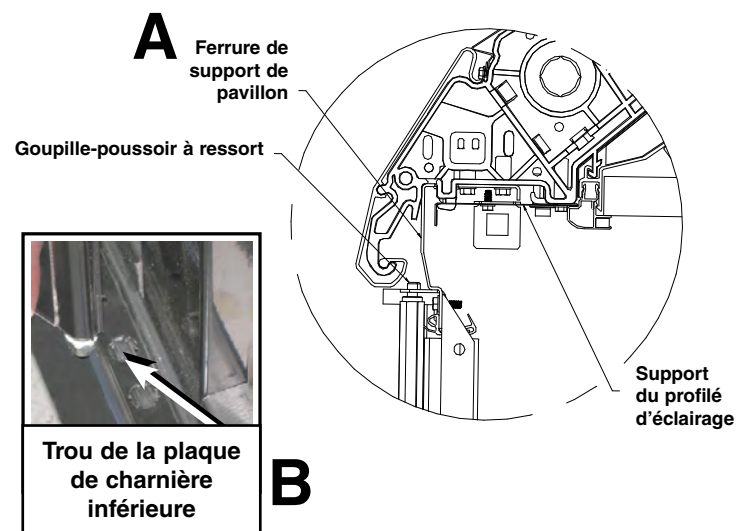 A
Ferrure de
support de
pavillon
Goupille-poussoir à ressort
Support
du profilé
d'éclairage
Trou de la plaque
de charnière
inférieure
B